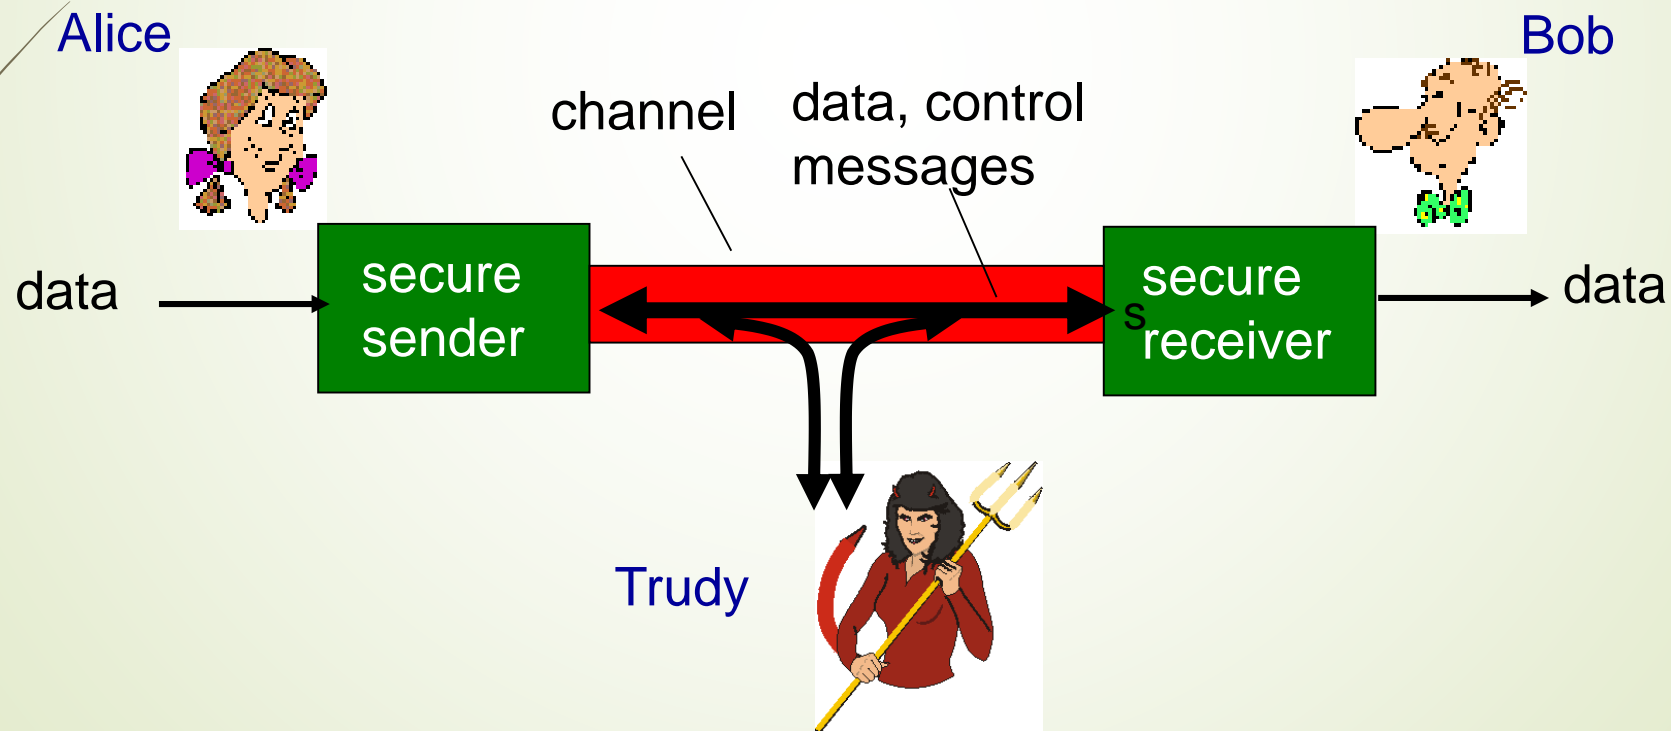 Alice
Bob
channel
data, control
messages
data
secure
sender
s
secure
receiver
data
Trudy